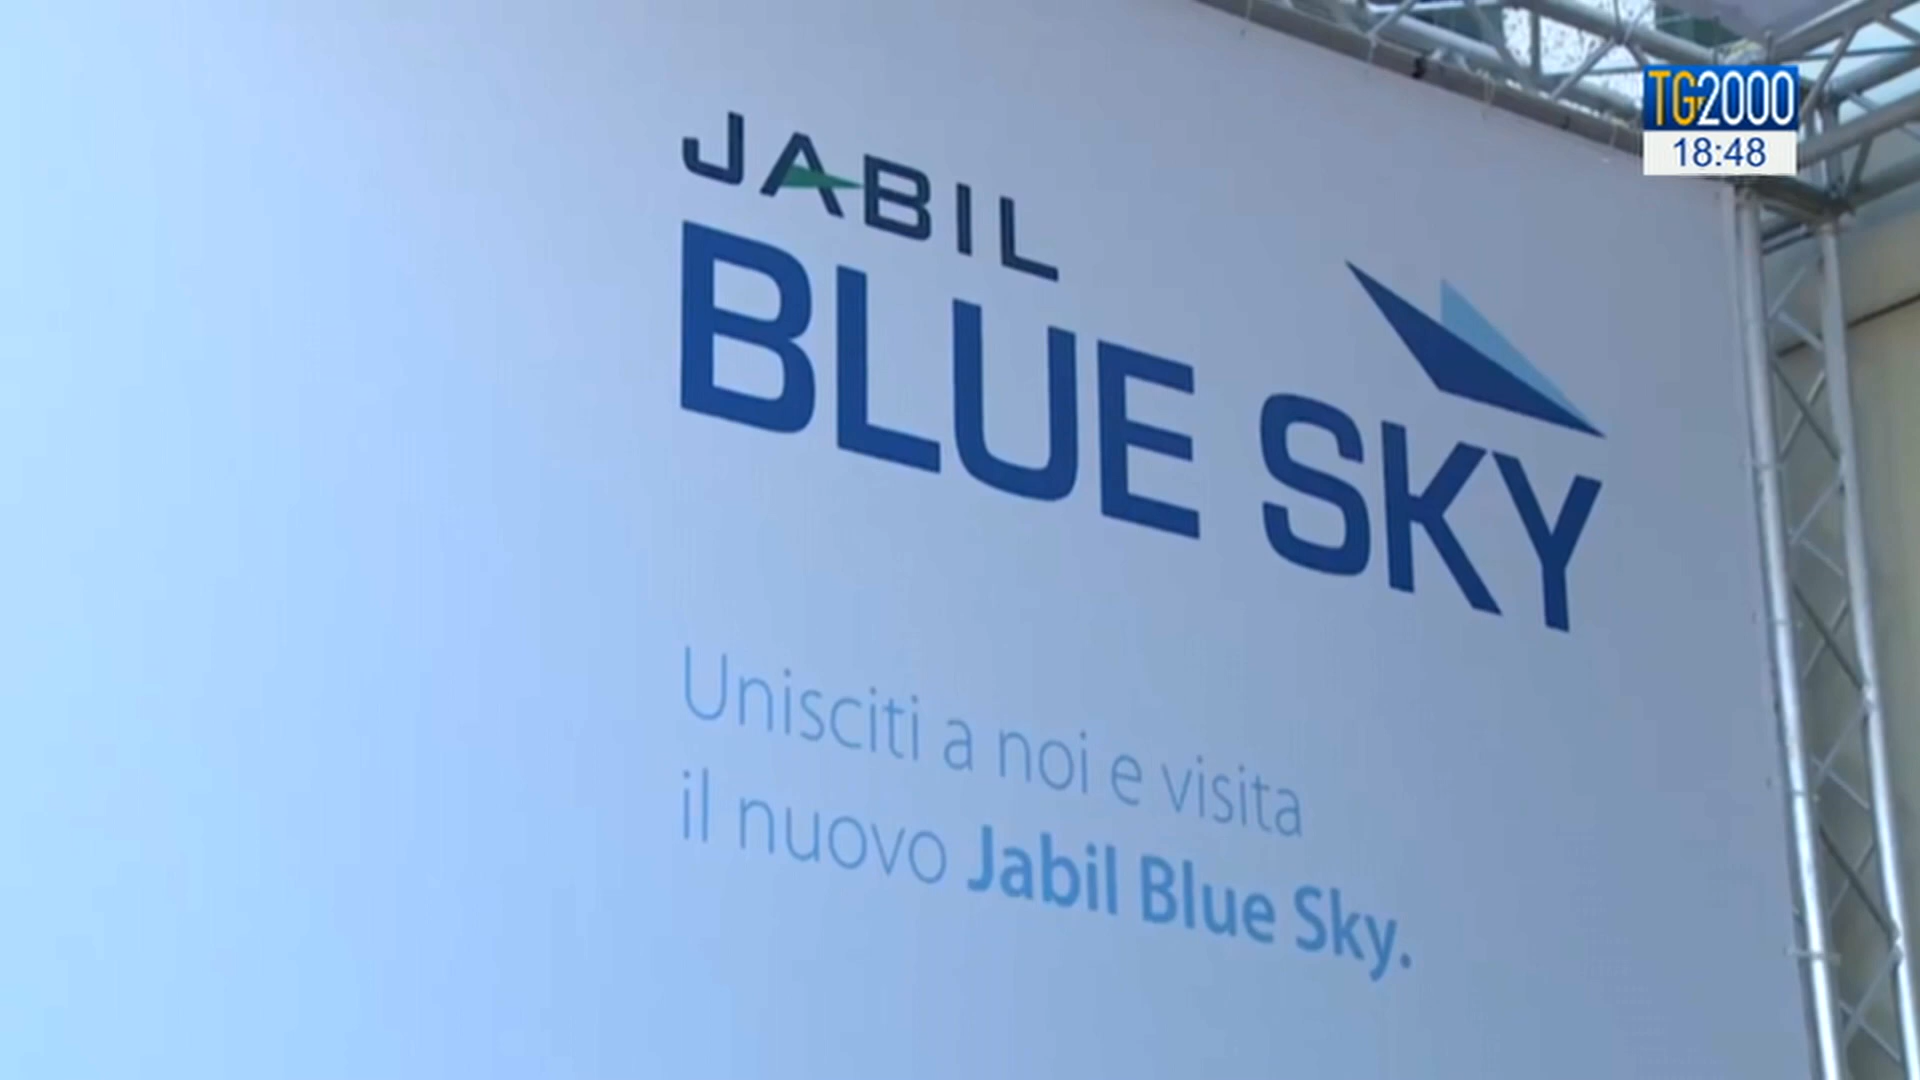 TG2000
18:48
JABIL
BLUE SKY
Unisciti a noi e visita
il nuovo Jabil Blue Sky.